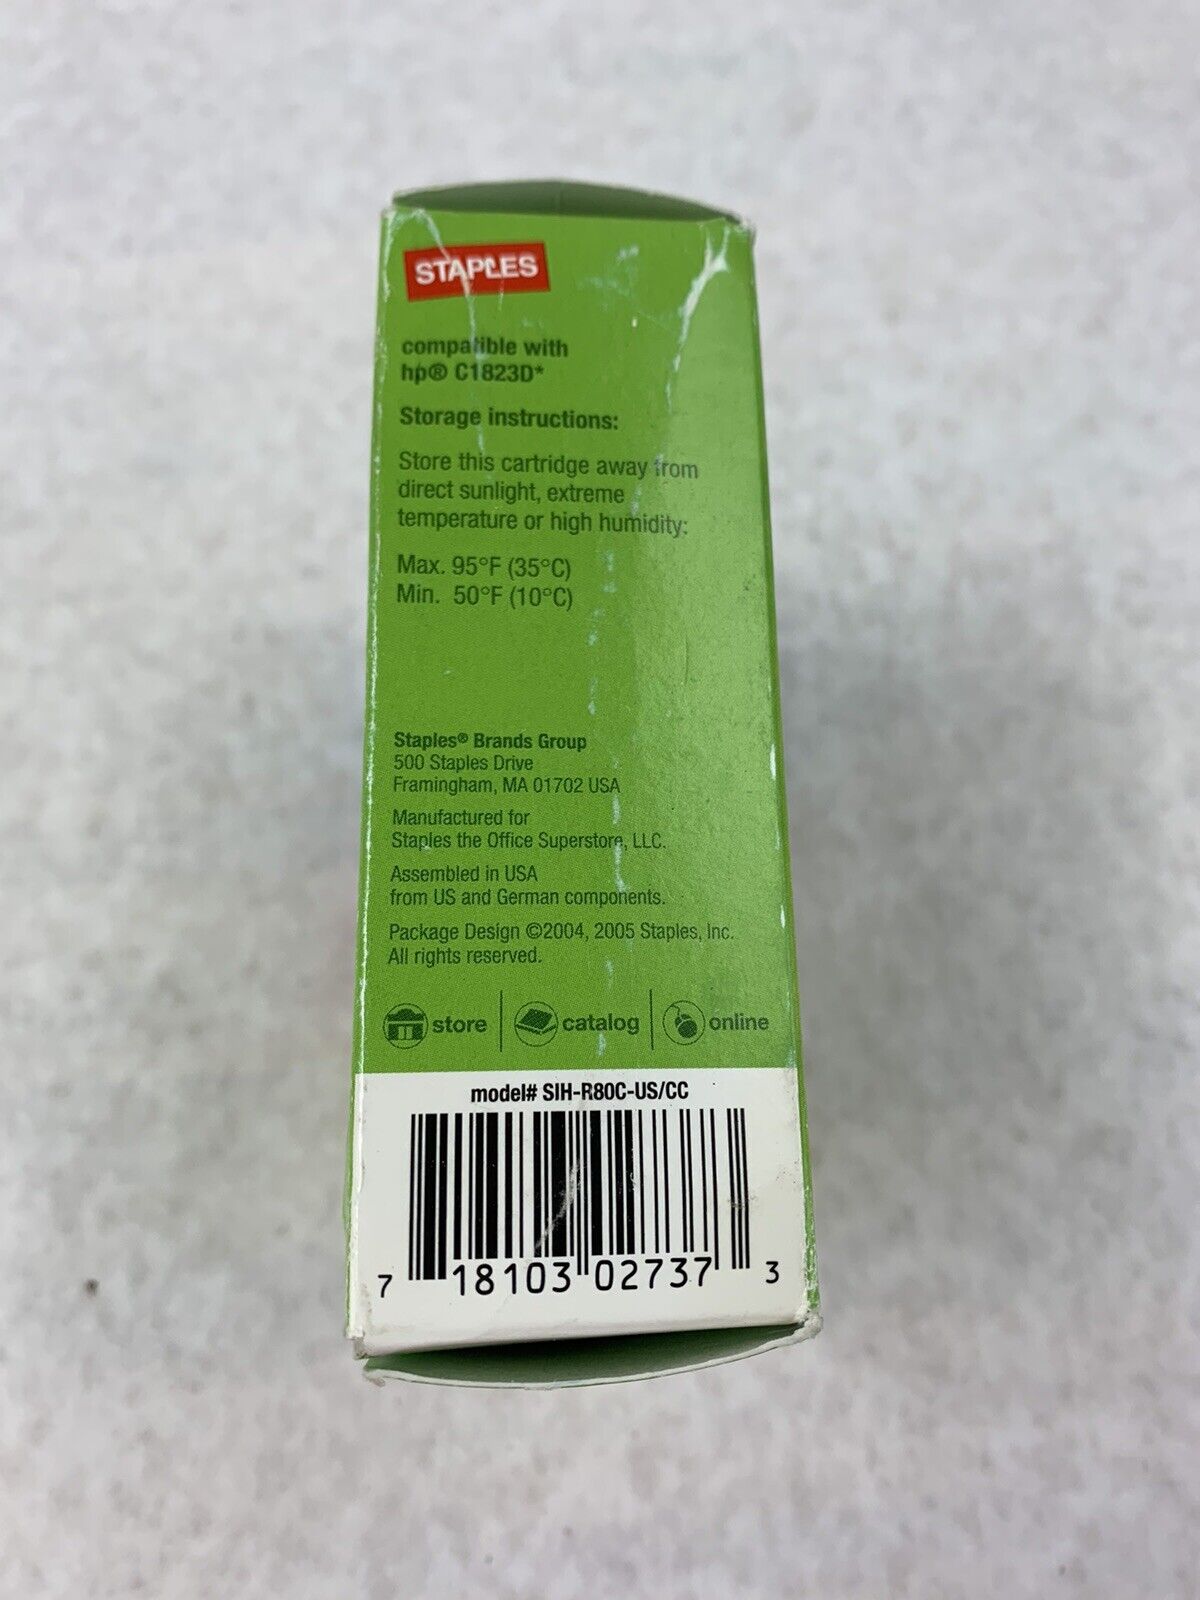 STAPLES
compatible with
hp® C1823D*
Storage instructions:
Store this cartridge away from
direct sunlight, extreme
temperature or high humidity:
Max. 95°F (35°C)
Min. 50°F (10°C)
Staples® Brands Group
500 Staples Drive
Framingham, MA 01702 USA
Manufactured for
Staples the Office Superstore, LLC.
Assembled in USA
from US and German components.
Package Design ©2004, 2005 Staples, Inc.
All rights reserved.
store | catalog | online
model# SIH-R80C-US/CC
7 18103 02737 3